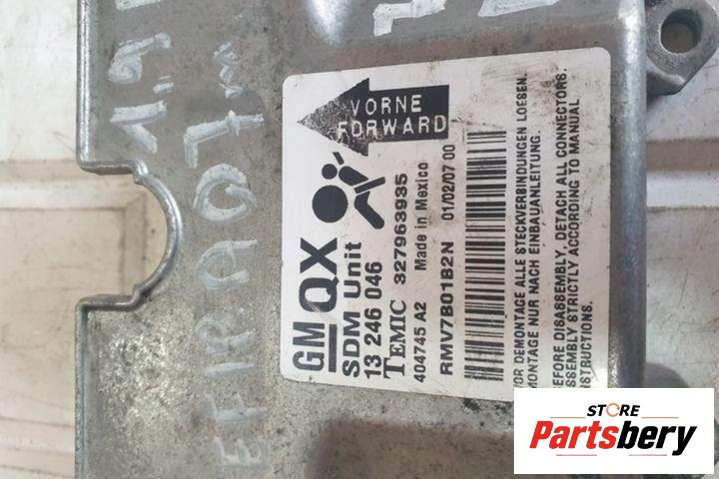 VORNE
FORWARD
GM QX
SDM Unit
13 246 046
TEMIC 327963935
404745 A2 Made in Mexico
01/02/07 00
RMV7B01B2N
VOR DEMONTAGE ALLE STECKVERBINDUNGEN LOESEN.
MONTAGE NUR NACH EINBAUANLEITUNG.
BEFORE DISASSEMBLY, DETACH ALL CONNECTORS.
ASSEMBLY STRICTLY ACCORDING TO MANUAL
INSTRUCTIONS.
STORE
Partsbery